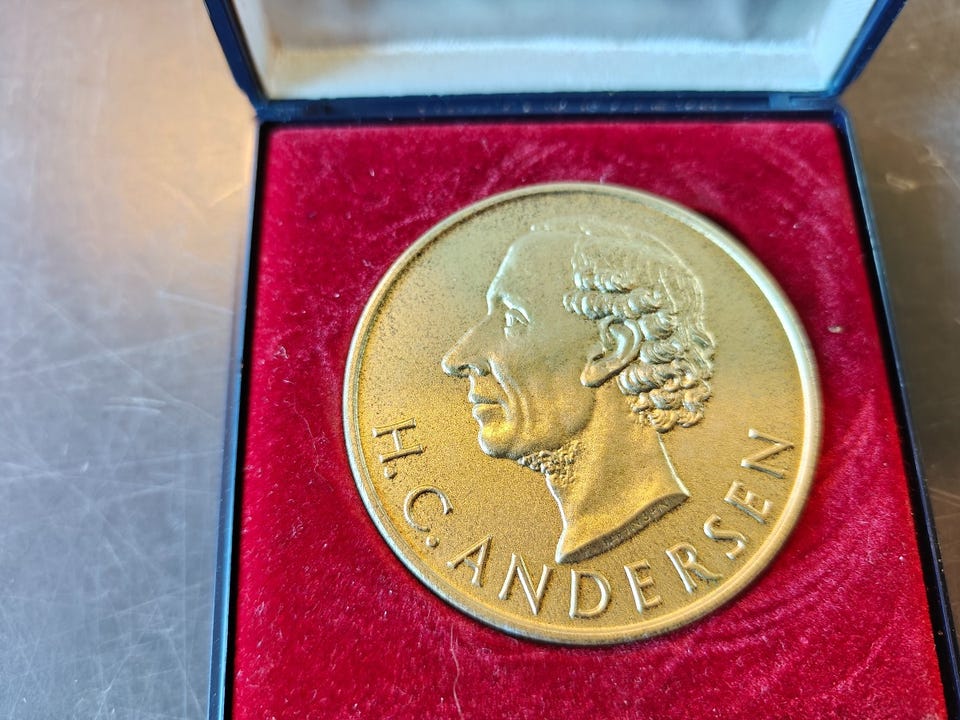 H. C. ANDERSEN